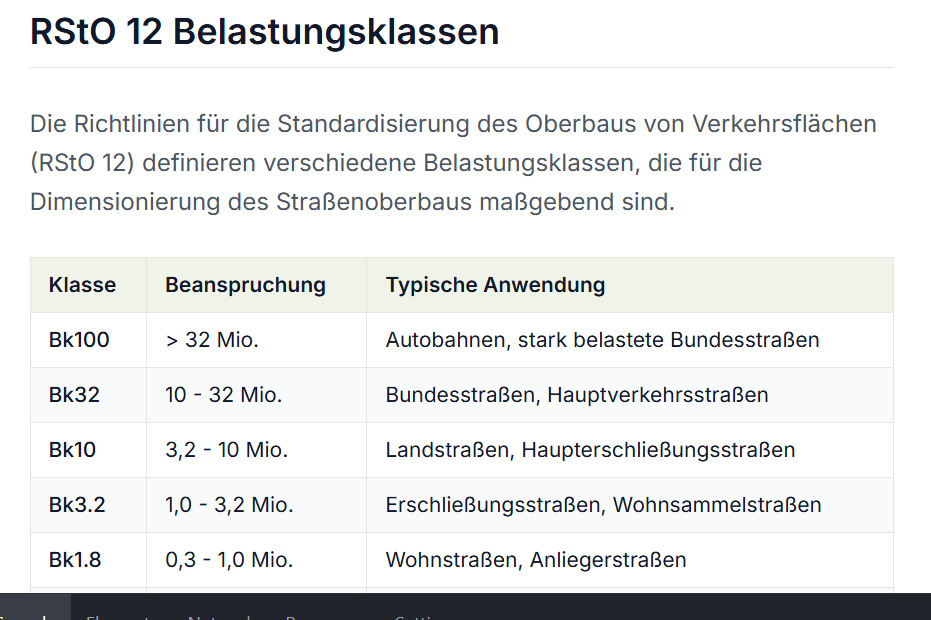 RStO 12 Belastungsklassen
Die Richtlinien für die Standardisierung des Oberbaus von Verkehrsflächen
(RStO 12) definieren verschiedene Belastungsklassen, die für die
Dimensionierung des Straßenoberbaus maßgebend sind.
Klasse Beanspruchung Typische Anwendung
Bk100 > 32 Mio. Autobahnen, stark belastete Bundesstraßen
Bk32 10 - 32 Mio. Bundesstraßen, Hauptverkehrsstraßen
Bk10 3,2 - 10 Mio. Landstraßen, Haupterschließungsstraßen
Bk3.2 1,0 - 3,2 Mio. Erschließungsstraßen, Wohnsammelstraßen
Bk1.8 0,3 - 1,0 Mio. Wohnstraßen, Anliegerstraßen